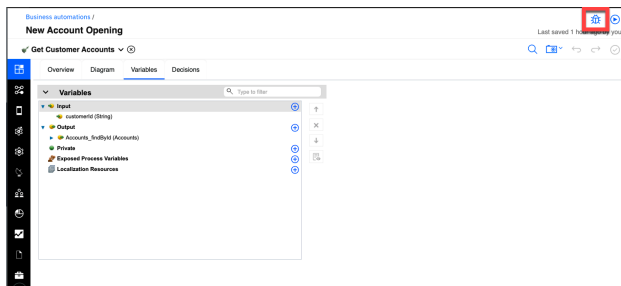 Business automations /
New Account Opening
Last saved 1 hour ago by you
Get Customer Accounts
Overview Diagram Variables Decisions
Variables
Type to filter
Input
customerId (String)
Output
Accounts_findById (Accounts)
Private
Exposed Process Variables
Localization Resources